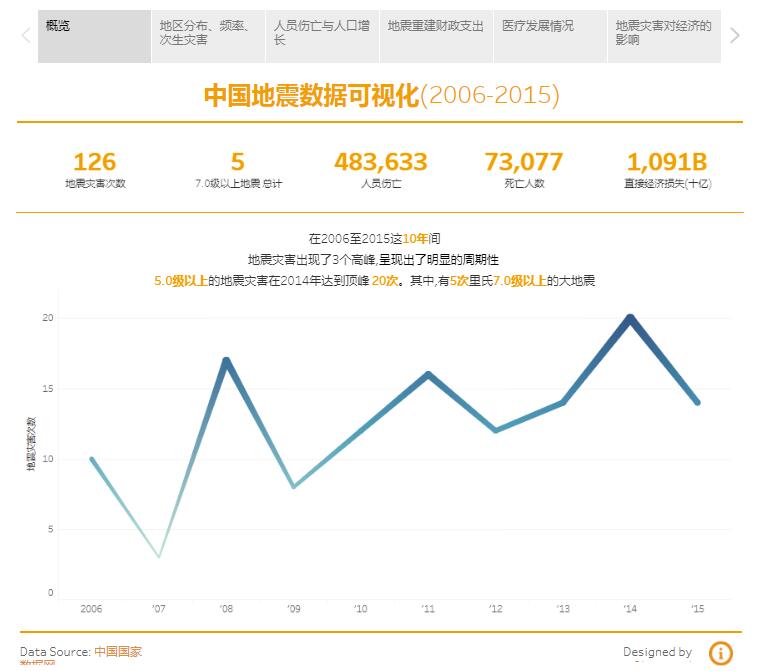 概览
地区分布、频率、
次生灾害
人员伤亡与人口增
长
地震重建财政支出
医疗发展情况
地震灾害对经济的
影响
中国地震数据可视化(2006-2015)
126
地震灾害次数
5
7.0级以上地震 总计
483,633
人员伤亡
73,077
死亡人数
1,091B
直接经济损失(十亿)
在2006至2015这10年间
地震灾害出现了3个高峰,呈现出了明显的周期性
5.0级以上的地震灾害在2014年达到顶峰 20次。其中,有5次里氏7.0级以上的大地震
地震灾害次数
20
15
10
5
0
2006 '07 '08 '09 '10 '11 '12 '13 '14 '15
Data Source: 中国国家
数据网
Designed by